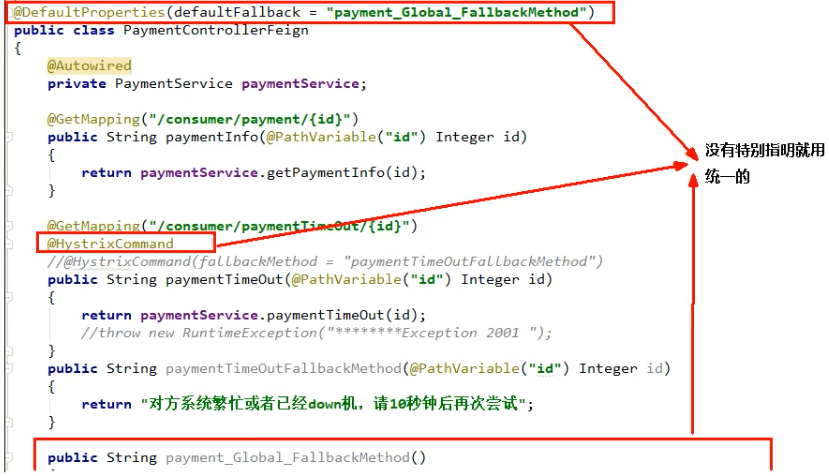 @DefaultProperties(defaultFallback = "payment_Global_FallbackMethod")
public class PaymentControllerFeign
{
@Autowired
private PaymentService paymentService;
@GetMapping("/consumer/payment/{id}")
public String paymentInfo(@PathVariable("id") Integer id)
{
return paymentService.getPaymentInfo(id);
}
@GetMapping("/consumer/paymentTimeOut/{id}")
@HystrixCommand
//@HystrixCommand(fallbackMethod = "paymentTimeOutFallbackMethod")
public String paymentTimeOut(@PathVariable("id") Integer id)
{
return paymentService.paymentTimeOut(id);
//throw new RuntimeException("********Exception 2001 ");
}
public String paymentTimeOutFallbackMethod(@PathVariable("id") Integer id)
{
return "对方系统繁忙或者已经down机，请10秒钟后再次尝试";
}
public String payment_Global_FallbackMethod()
没有特别指明就用
统一的